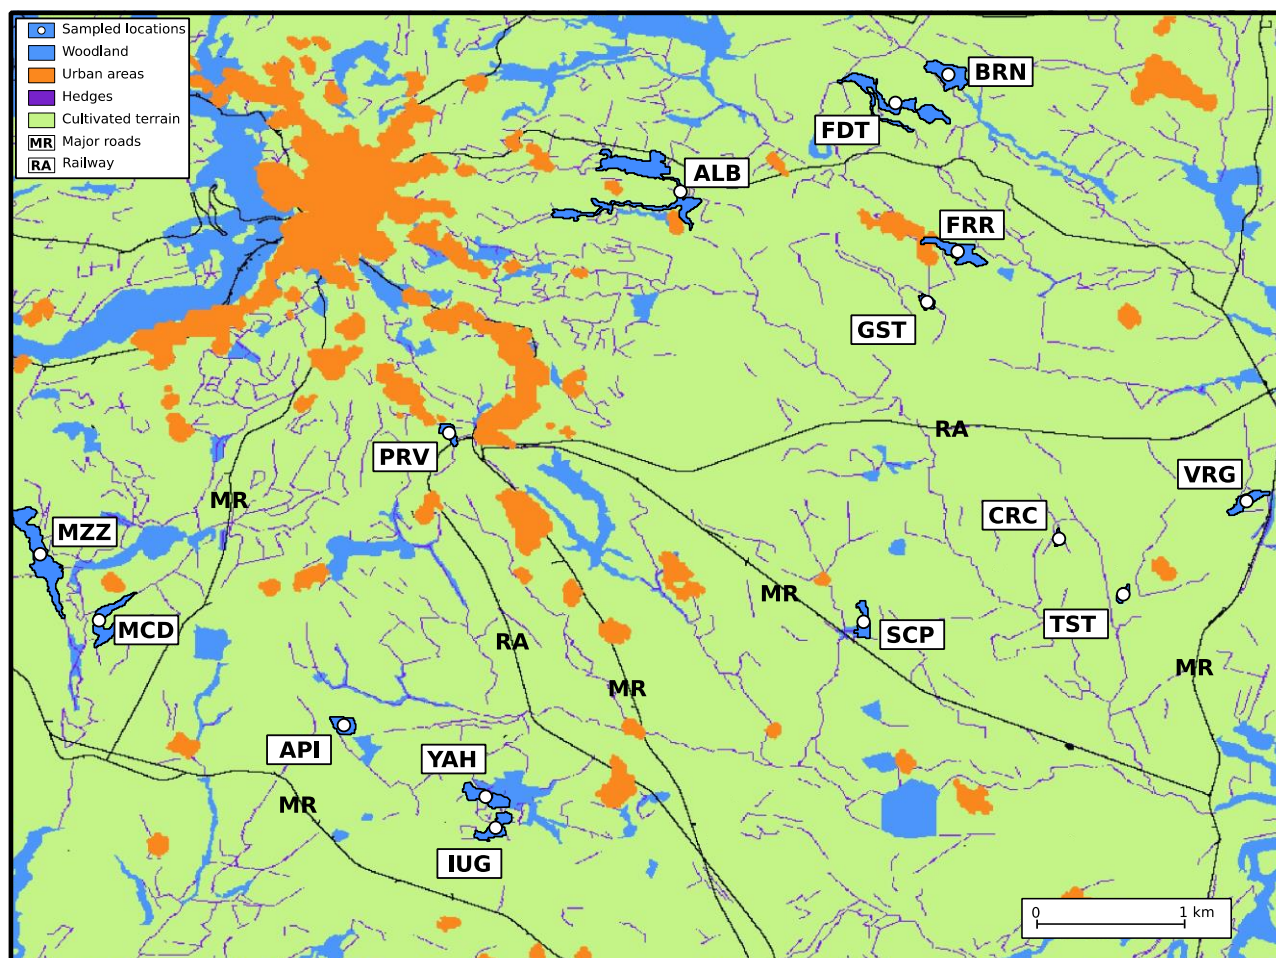 Sampled locations
Woodland
Urban areas
Hedges
Cultivated terrain
MR Major roads
RA Railway
BRN
FDT
ALB
FRR
GST
RA
PRV
VRG
MR
CRC
MZZ
MR
TST
MCD
SCP
RA
MR
MR
API
YAH
MR
IUG
0 1 km